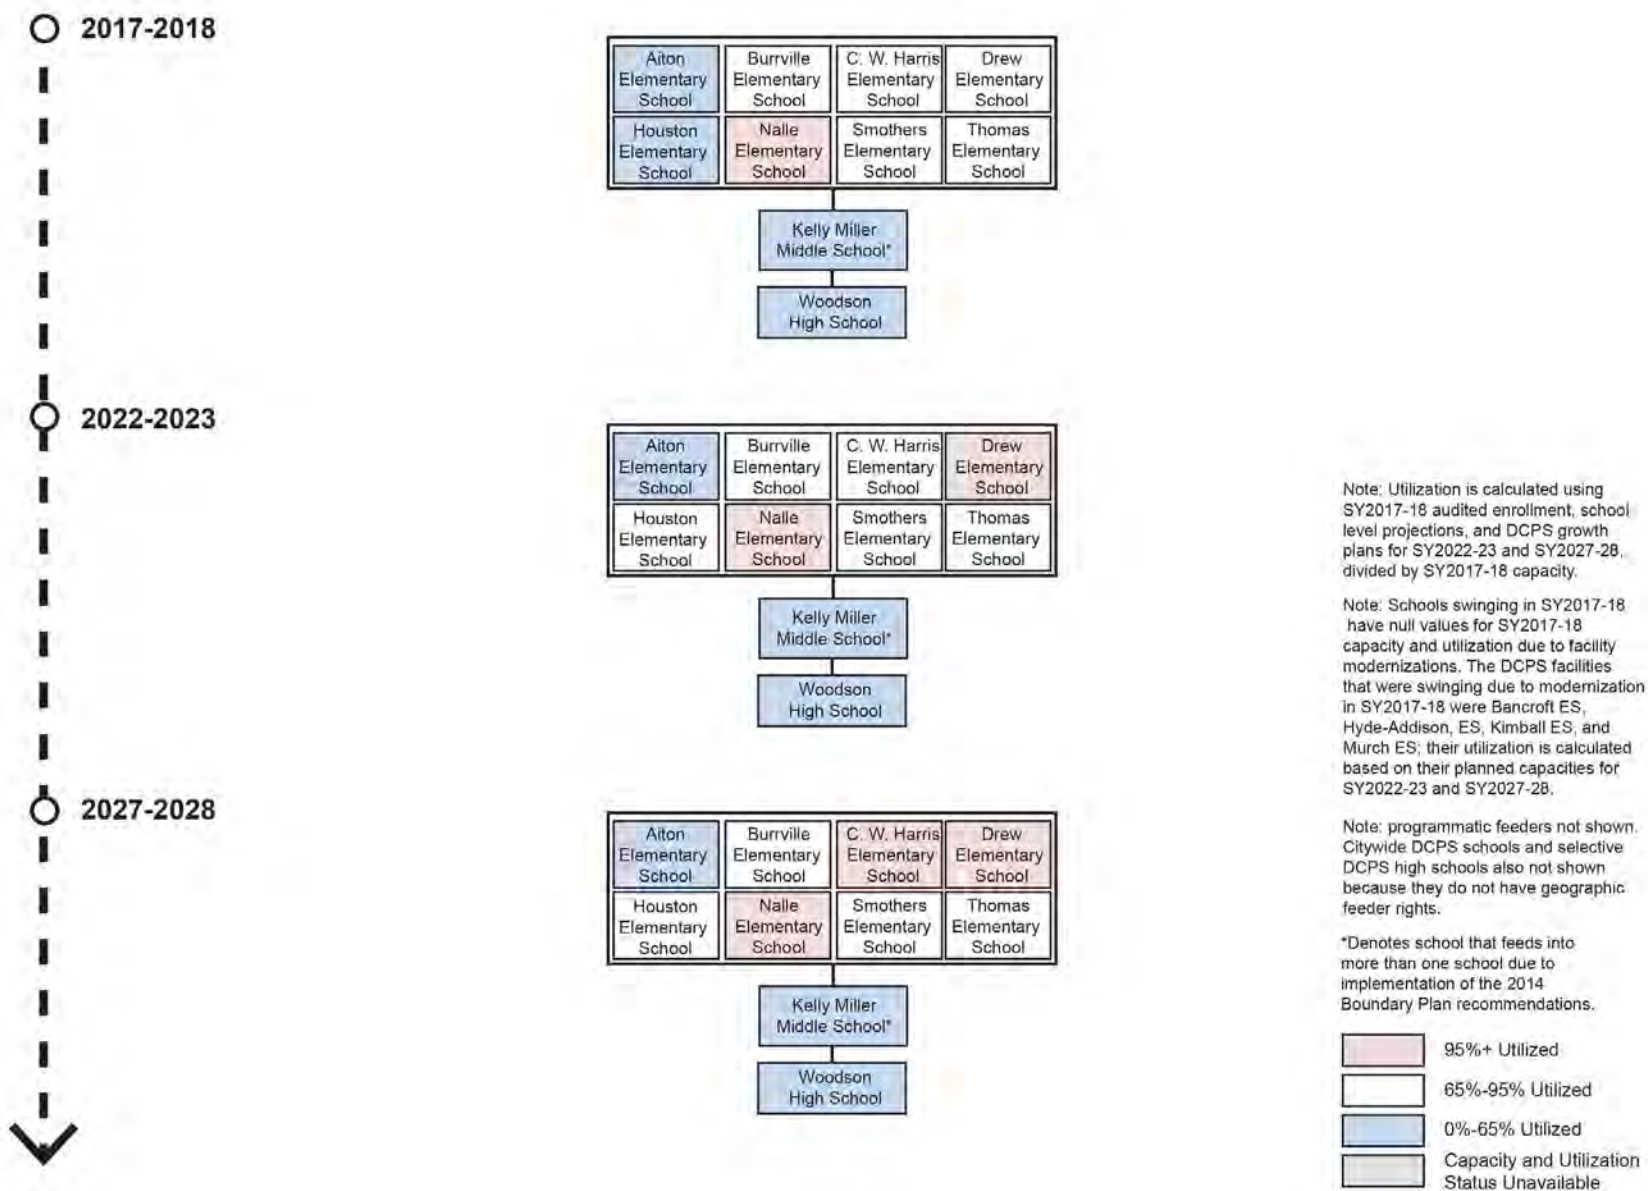 2017-2018
Aiton
Elementary
School
Burrville
Elementary
School
C. W. Harris
Elementary
School
Drew
Elementary
School
Houston
Elementary
School
Nalle
Elementary
School
Smothers
Elementary
School
Thomas
Elementary
School
Kelly Miller
Middle School*
Woodson
High School
2022-2023
Aiton
Elementary
School
Burrville
Elementary
School
C. W. Harris
Elementary
School
Drew
Elementary
School
Houston
Elementary
School
Nalle
Elementary
School
Smothers
Elementary
School
Thomas
Elementary
School
Kelly Miller
Middle School*
Woodson
High School
2027-2028
Aiton
Elementary
School
Burrville
Elementary
School
C. W. Harris
Elementary
School
Drew
Elementary
School
Houston
Elementary
School
Nalle
Elementary
School
Smothers
Elementary
School
Thomas
Elementary
School
Kelly Miller
Middle School*
Woodson
High School
Note: Utilization is calculated using
SY2017-18 audited enrollment, school
level projections, and DCPS growth
plans for SY2022-23 and SY2027-28,
divided by SY2017-18 capacity.
Note: Schools swinging in SY2017-18
have null values for SY2017-18
capacity and utilization due to facility
modernizations. The DCPS facilities
that were swinging due to modernization
in SY2017-18 were Bancroft ES,
Hyde-Addison, ES, Kimball ES, and
Murch ES; their utilization is calculated
based on their planned capacities for
SY2022-23 and SY2027-28.
Note: programmatic feeders not shown.
Citywide DCPS schools and selective
DCPS high schools also not shown
because they do not have geographic
feeder rights.
*Denotes school that feeds into
more than one school due to
implementation of the 2014
Boundary Plan recommendations.
95%+ Utilized
65%-95% Utilized
0%-65% Utilized
Capacity and Utilization
Status Unavailable